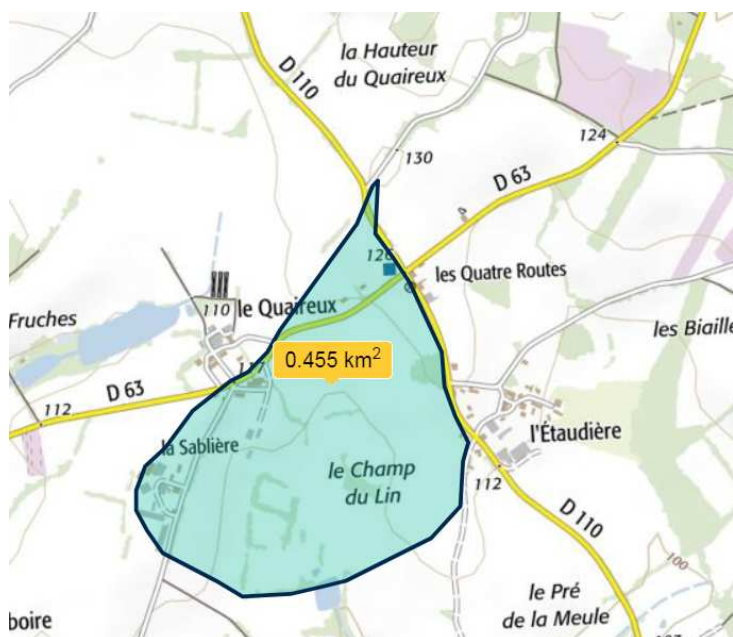 la Hauteur
du Quaireux
D 110
130
124
D 63
126
les Quatre Routes
le Quaireux
110
Fruches
les Biaille
0.455 km²
117
D 63
112
l'Étaudière
la Sablière
le Champ
du Lin
112
D 110
100
le Pré
de la Meule
boire